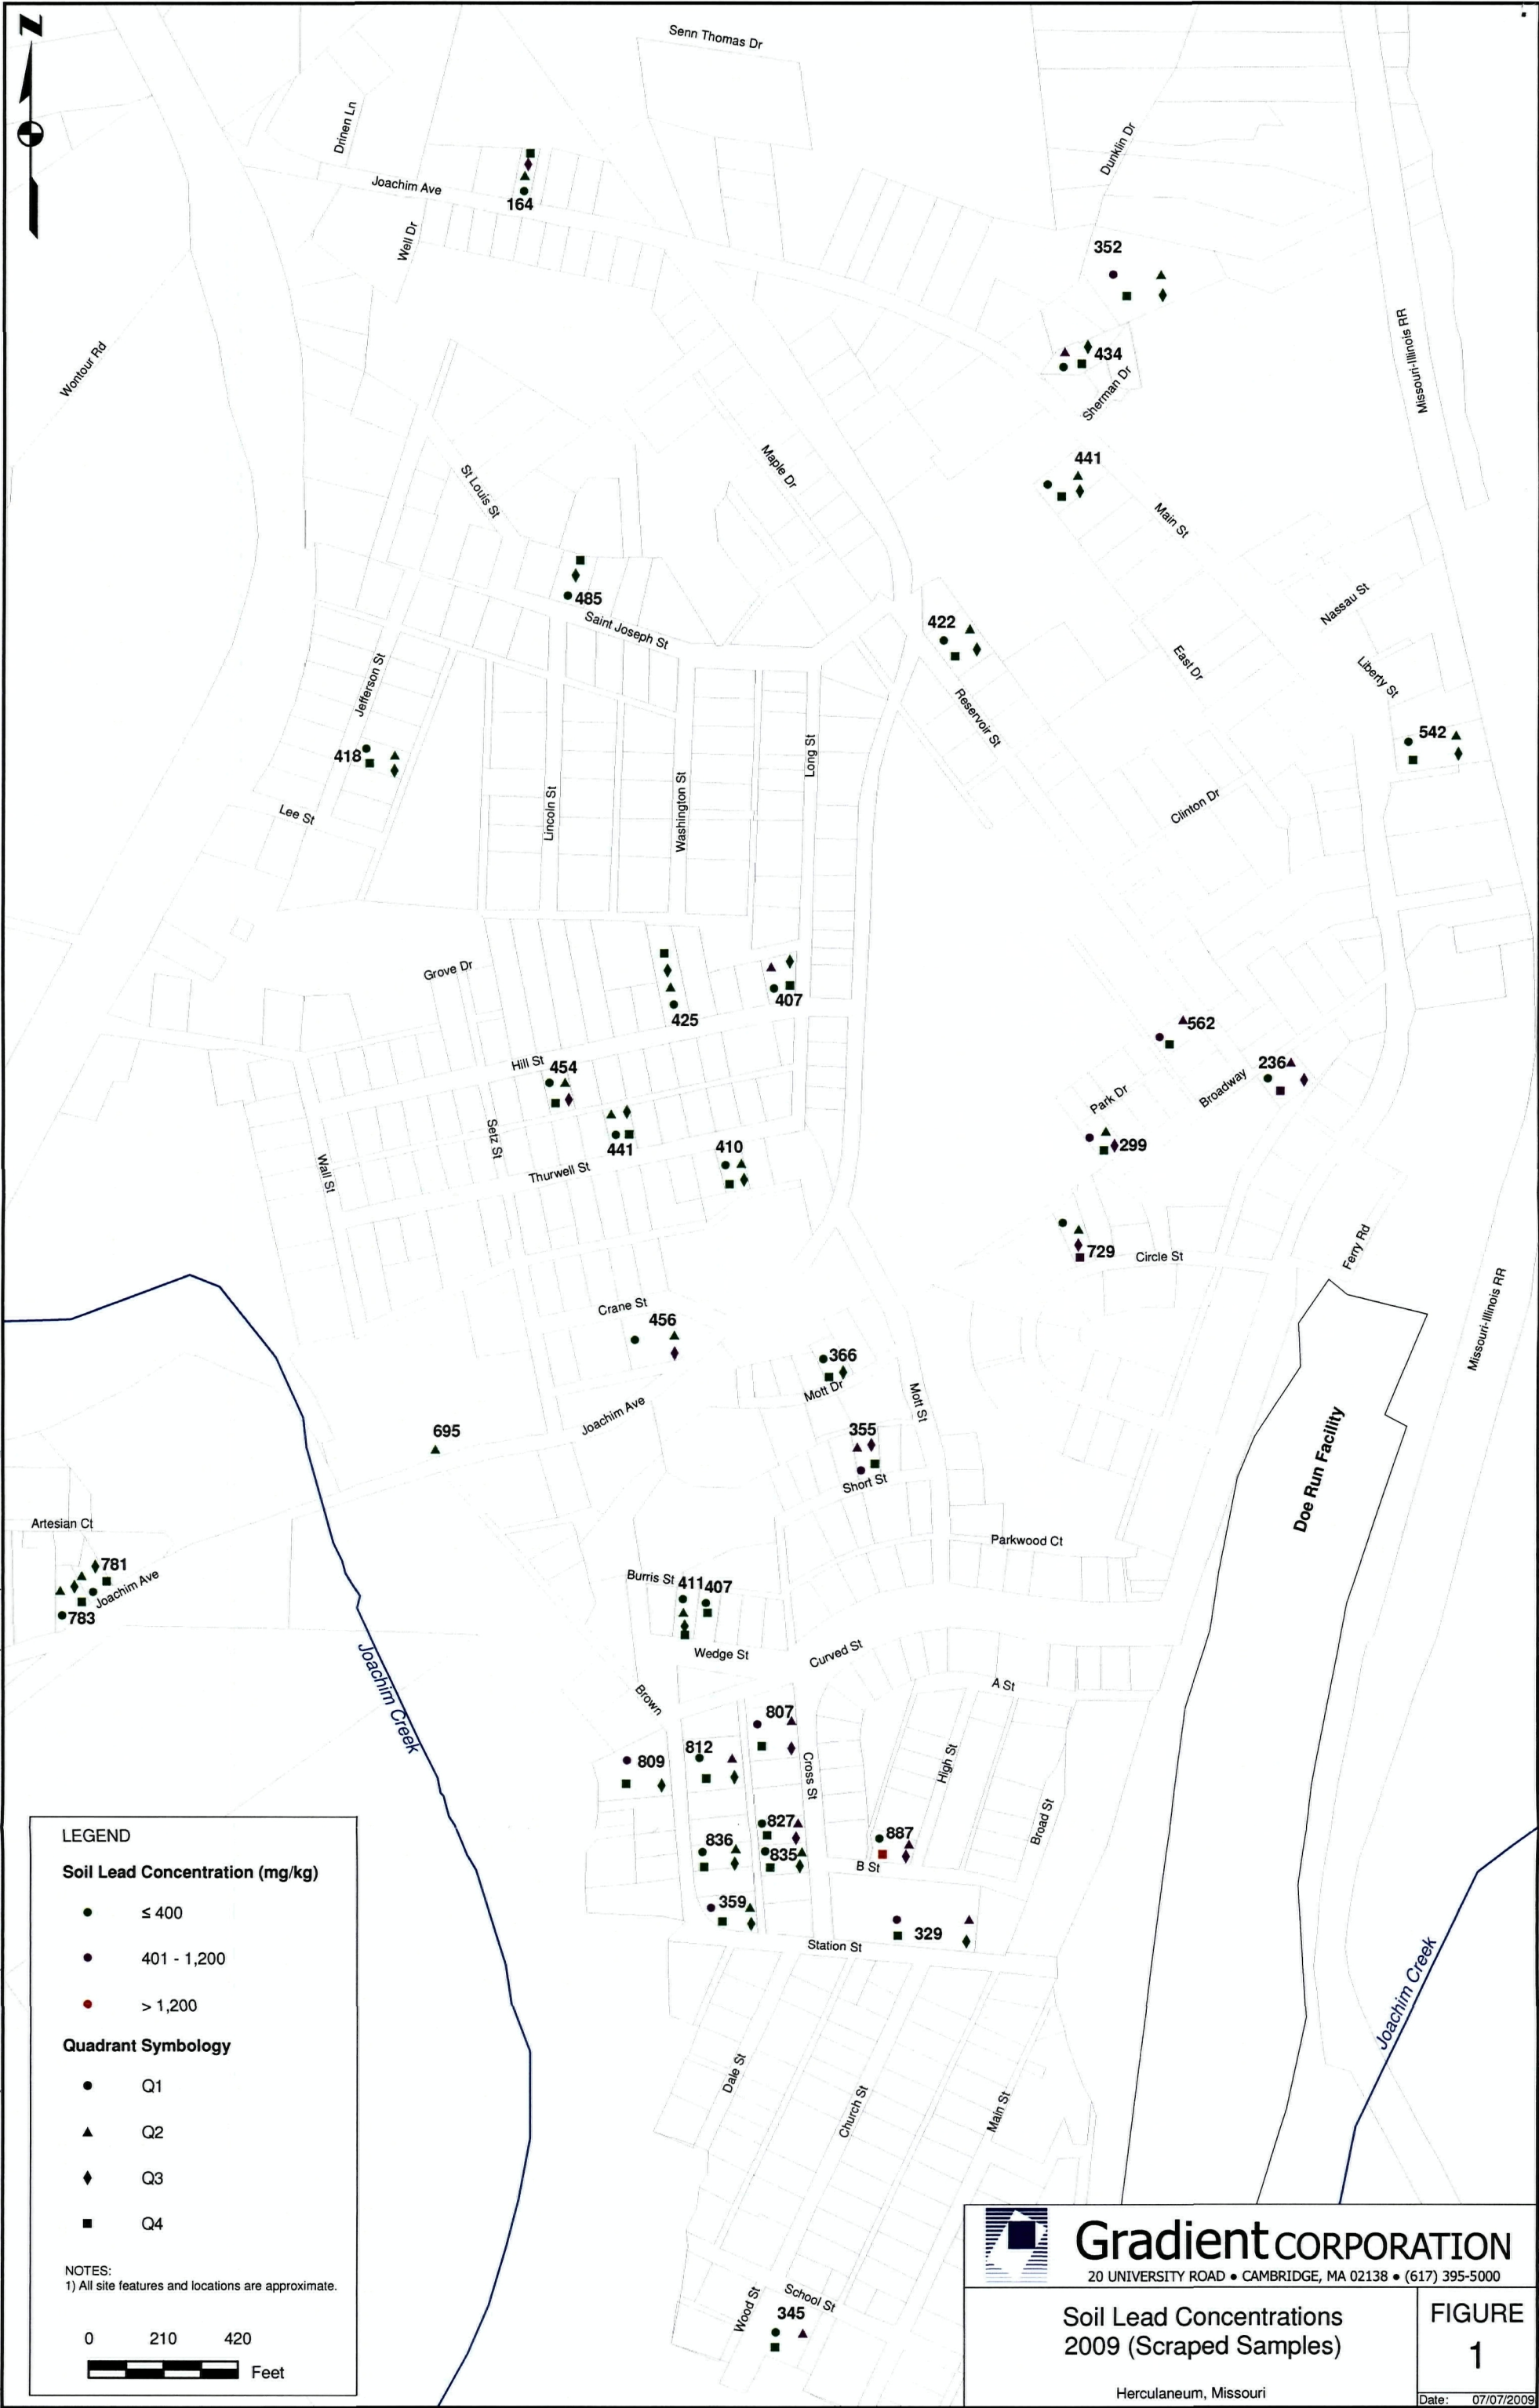 N
Senn Thomas Dr
Drinen Ln
Dunklin Dr
Joachim Ave
164
Well Dr
352
Missouri-Illinois RR
Wontour Rd
434
Sherman Dr
441
Maple Dr
St Louis St
Main St
485
Nassau St
Saint Joseph St
422
East Dr
Liberty St
Jefferson St
Reservoir St
542
418
Long St
Lee St
Lincoln St
Washington St
Clinton Dr
Grove Dr
407
425
562
Hill St
454
236
Park Dr
Broadway
Setz St
441
410
299
Wall St
Thurwell St
729
Circle St
Ferry Rd
Crane St
456
Missouri-Illinois RR
366
Mott Dr
Mott St
Joachim Ave
695
355
Short St
Doe Run Facility
Artesian Ct
Parkwood Ct
781
Joachim Ave
783
Burris St
411
407
Joachim Creek
Wedge St
Curved St
Brown
A St
807
812
809
Cross St
High St
827
Broad St
836
835
887
B St
359
329
Station St
Joachim Creek
Dale St
Church St
Main St
Wood St
School St
345
LEGEND
Soil Lead Concentration (mg/kg)
≤ 400
401 - 1,200
> 1,200
Quadrant Symbology
Q1
Q2
Q3
Q4
NOTES:
1) All site features and locations are approximate.
0 210 420
Feet
Gradient CORPORATION
20 UNIVERSITY ROAD ● CAMBRIDGE, MA 02138 ● (617) 395-5000
Soil Lead Concentrations
2009 (Scraped Samples)
Herculaneum, Missouri
FIGURE
1
Date: 07/07/2009